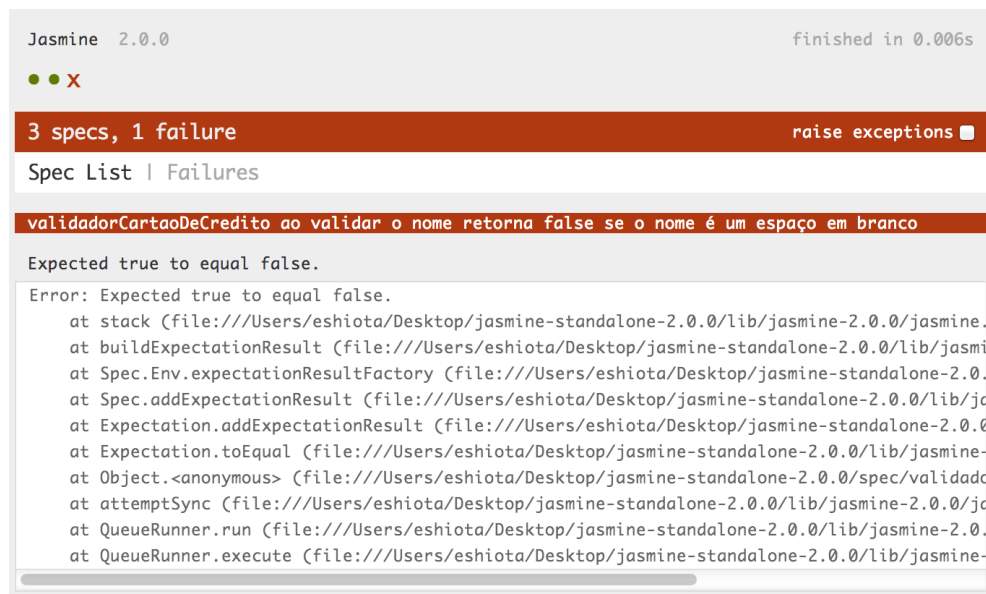 Jasmine 2.0.0 finished in 0.006s
●●x
3 specs, 1 failure raise exceptions
Spec List | Failures
validadorCartaoDeCredito ao validar o nome retorna false se o nome é um espaço em branco
Expected true to equal false.
Error: Expected true to equal false.
at stack (file:///Users/eshiota/Desktop/jasmine-standalone-2.0.0/lib/jasmine-2.0.0/jasmine.
at buildExpectationResult (file:///Users/eshiota/Desktop/jasmine-standalone-2.0.0/lib/jasmi
at Spec.Env.expectationResultFactory (file:///Users/eshiota/Desktop/jasmine-standalone-2.0.
at Spec.addExpectationResult (file:///Users/eshiota/Desktop/jasmine-standalone-2.0.0/lib/ja
at Expectation.addExpectationResult (file:///Users/eshiota/Desktop/jasmine-standalone-2.0.0
at Expectation.toEqual (file:///Users/eshiota/Desktop/jasmine-standalone-2.0.0/lib/jasmine-
at Object.<anonymous> (file:///Users/eshiota/Desktop/jasmine-standalone-2.0.0/spec/validado
at attemptSync (file:///Users/eshiota/Desktop/jasmine-standalone-2.0.0/lib/jasmine-2.0.0/ja
at QueueRunner.run (file:///Users/eshiota/Desktop/jasmine-standalone-2.0.0/lib/jasmine-2.0.
at QueueRunner.execute (file:///Users/eshiota/Desktop/jasmine-standalone-2.0.0/lib/jasmine-